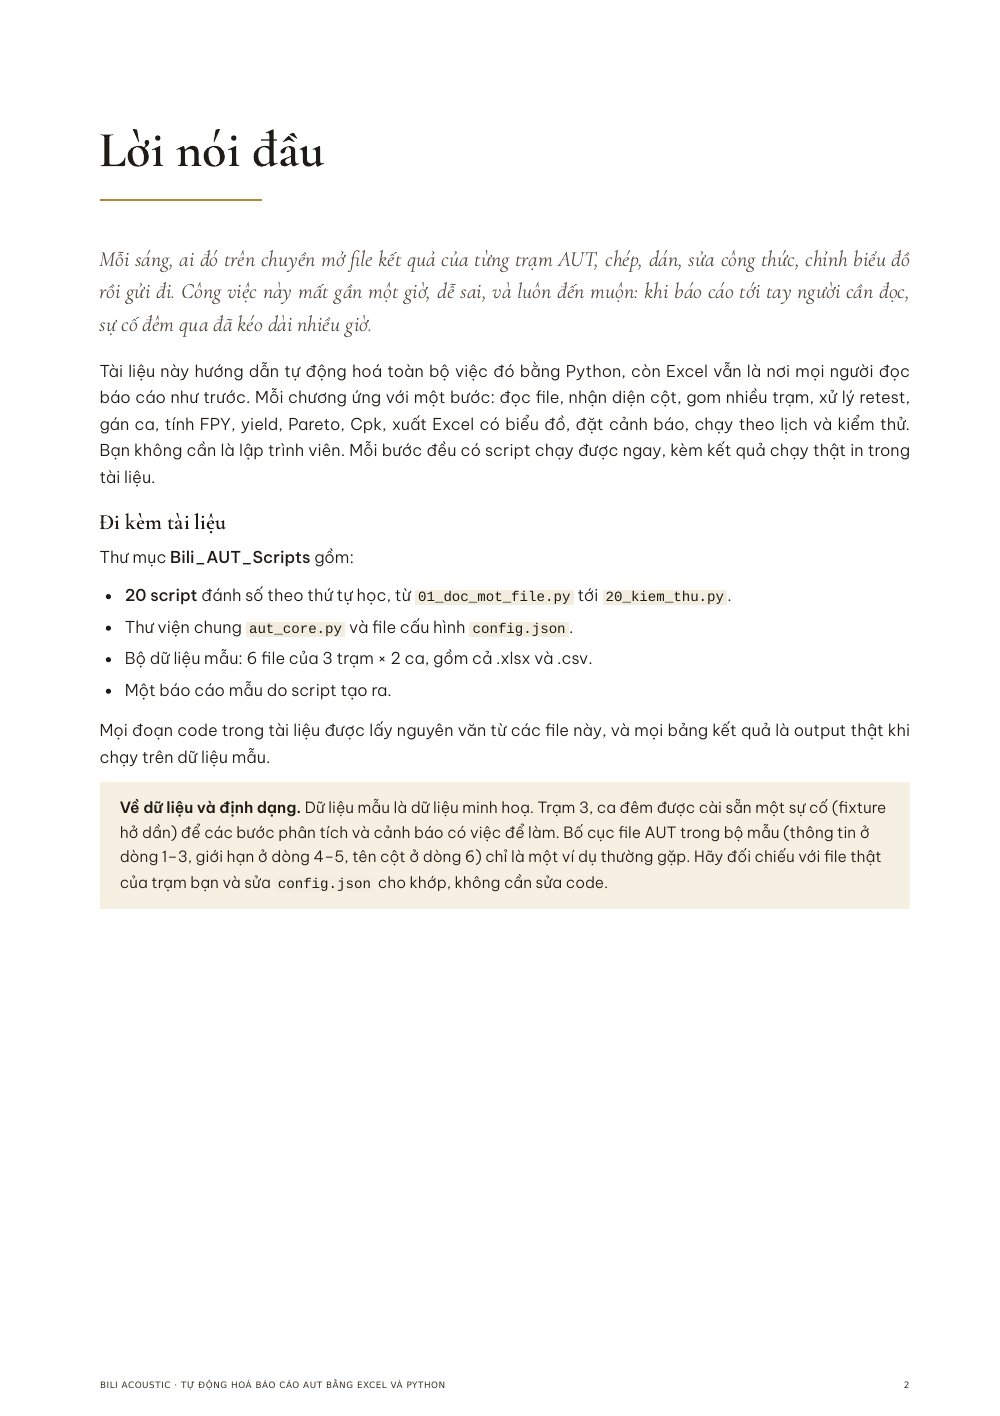 Lời nói đầu
Mỗi sáng, ai đó trên chuyền mở file kết quả của từng trạm AUT, chép, dán, sửa công thức, chỉnh biểu đồ
rồi gửi đi. Công việc này mất gần một giờ, dễ sai, và luôn đến muộn: khi báo cáo tới tay người cần đọc,
sự cố đêm qua đã kéo dài nhiều giờ.
Tài liệu này hướng dẫn tự động hoá toàn bộ việc đó bằng Python, còn Excel vẫn là nơi mọi người đọc
báo cáo như trước. Mỗi chương ứng với một bước: đọc file, nhận diện cột, gom nhiều trạm, xử lý retest,
gán ca, tính FPY, yield, Pareto, Cpk, xuất Excel có biểu đồ, đặt cảnh báo, chạy theo lịch và kiểm thử.
Bạn không cần là lập trình viên. Mỗi bước đều có script chạy được ngay, kèm kết quả chạy thật in trong
tài liệu.
Đi kèm tài liệu
Thư mục Bili_AUT_Scripts gồm:
• 20 script đánh số theo thứ tự học, từ 01_doc_mot_file.py tới 20_kiem_thu.py.
• Thư viện chung aut_core.py và file cấu hình config.json.
• Bộ dữ liệu mẫu: 6 file của 3 trạm × 2 ca, gồm cả .xlsx và .csv.
• Một báo cáo mẫu do script tạo ra.
Mọi đoạn code trong tài liệu được lấy nguyên văn từ các file này, và mọi bảng kết quả là output thật khi
chạy trên dữ liệu mẫu.
Về dữ liệu và định dạng. Dữ liệu mẫu là dữ liệu minh hoạ. Trạm 3, ca đêm được cài sẵn một sự cố (fixture
hở dần) để các bước phân tích và cảnh báo có việc để làm. Bố cục file AUT trong bộ mẫu (thông tin ở
dòng 1–3, giới hạn ở dòng 4–5, tên cột ở dòng 6) chỉ là một ví dụ thường gặp. Hãy đối chiếu với file thật
của trạm bạn và sửa config.json cho khớp, không cần sửa code.
BILI ACOUSTIC · TỰ ĐỘNG HOÁ BÁO CÁO AUT BẰNG EXCEL VÀ PYTHON 2